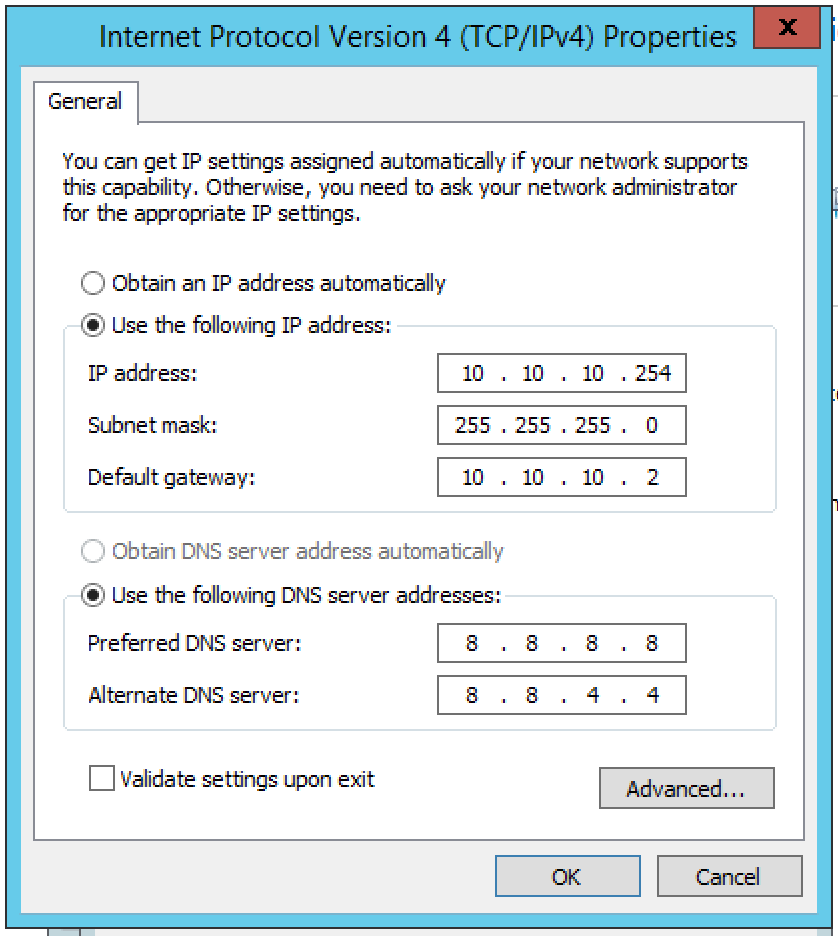 Internet Protocol Version 4 (TCP/IPv4) Properties
x
General
You can get IP settings assigned automatically if your network supports
this capability. Otherwise, you need to ask your network administrator
for the appropriate IP settings.
Obtain an IP address automatically
Use the following IP address:
IP address: 10 . 10 . 10 . 254
Subnet mask: 255 . 255 . 255 . 0
Default gateway: 10 . 10 . 10 . 2
Obtain DNS server address automatically
Use the following DNS server addresses:
Preferred DNS server: 8 . 8 . 8 . 8
Alternate DNS server: 8 . 8 . 4 . 4
Validate settings upon exit
Advanced...
OK Cancel